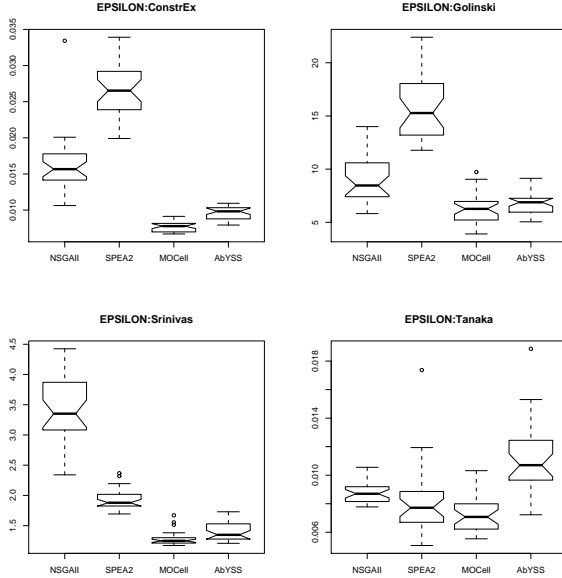 EPSILON:ConstrEx
0.035
0.030
0.025
0.020
0.015
0.010
NSGAII SPEA2 MOCell AbYSS
EPSILON:Golinski
20
15
10
5
NSGAII SPEA2 MOCell AbYSS
EPSILON:Srinivas
4.5
4.0
3.5
3.0
2.5
2.0
1.5
NSGAII SPEA2 MOCell AbYSS
EPSILON:Tanaka
0.018
0.014
0.010
0.006
NSGAII SPEA2 MOCell AbYSS